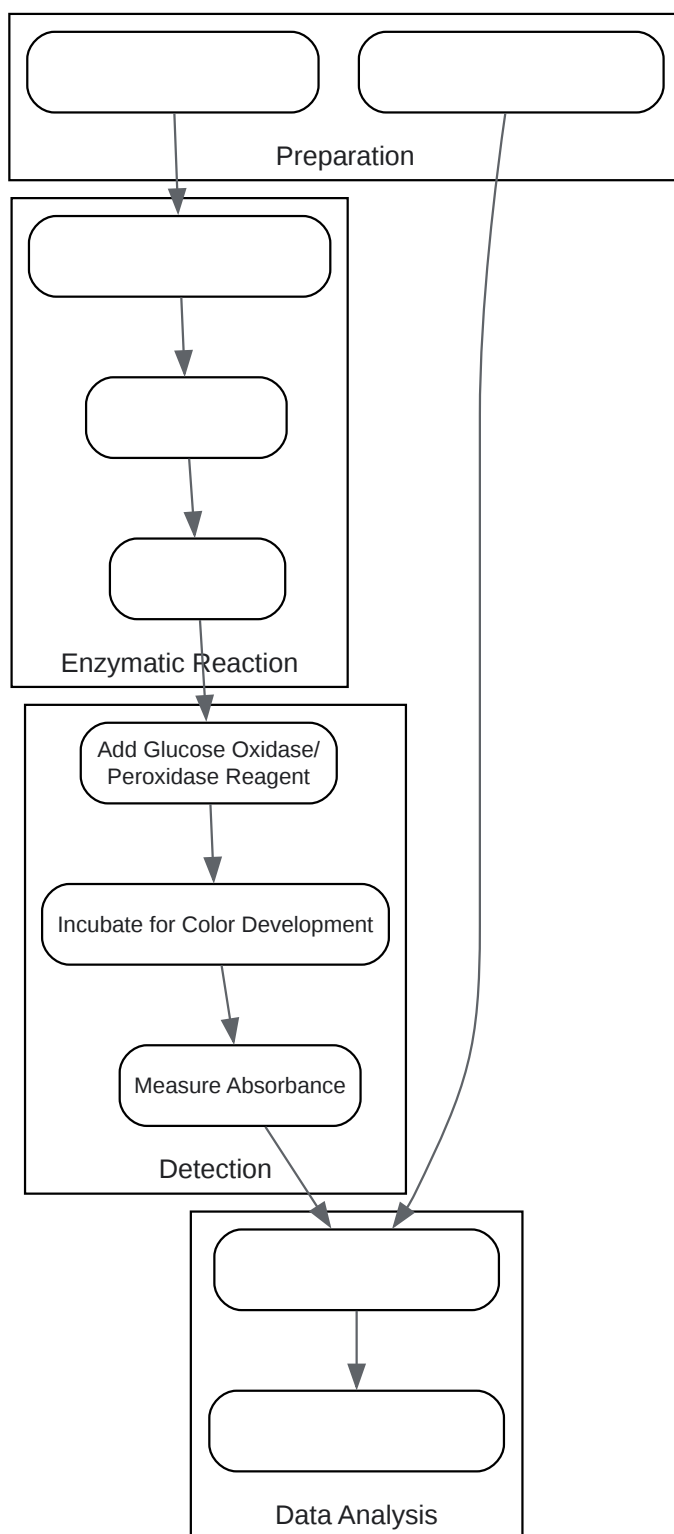 Preparation
Enzymatic Reaction
Add Glucose Oxidase/
Peroxidase Reagent
Incubate for Color Development
Measure Absorbance
Detection
Data Analysis